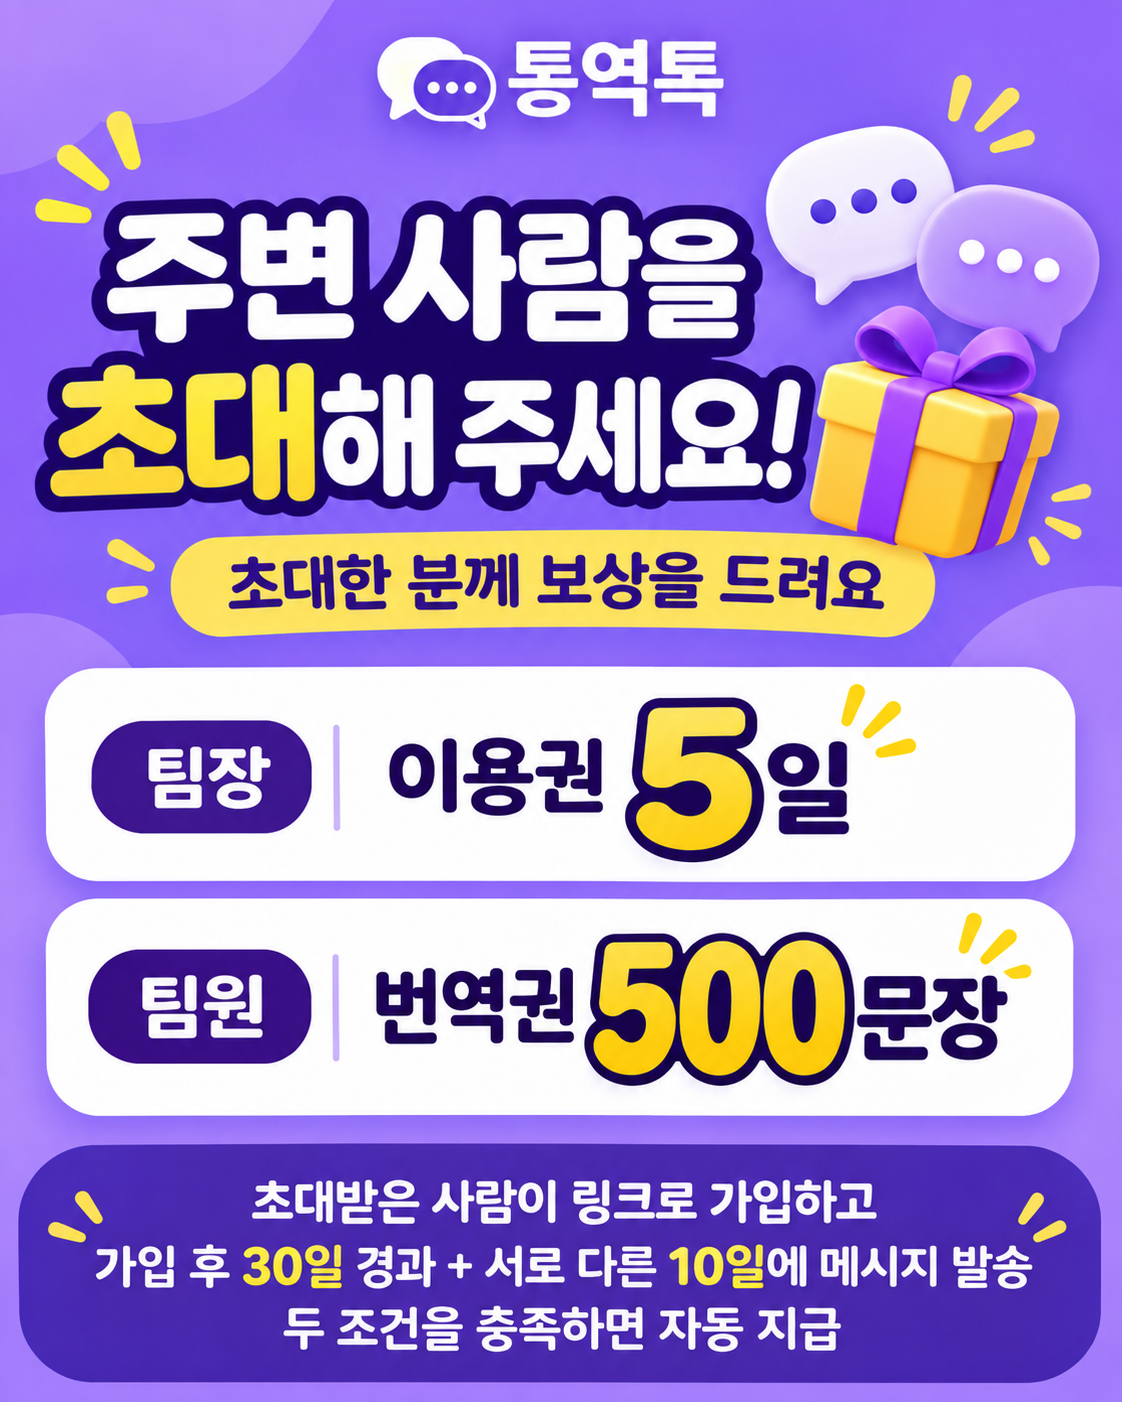 통역톡
주변 사람을
초대해 주세요!
초대한 분께 보상을 드려요
팀장 이용권 5일
팀원 번역권 500문장
초대받은 사람이 링크로 가입하고
가입 후 30일 경과 + 서로 다른 10일에 메시지 발송
두 조건을 충족하면 자동 지급